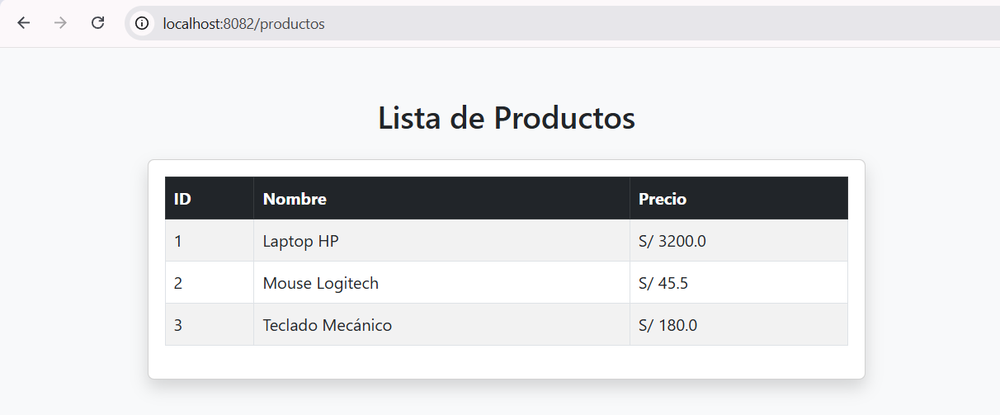 localhost:8082/productos
Lista de Productos
ID Nombre Precio
1 Laptop HP S/ 3200.0
2 Mouse Logitech S/ 45.5
3 Teclado Mecánico S/ 180.0